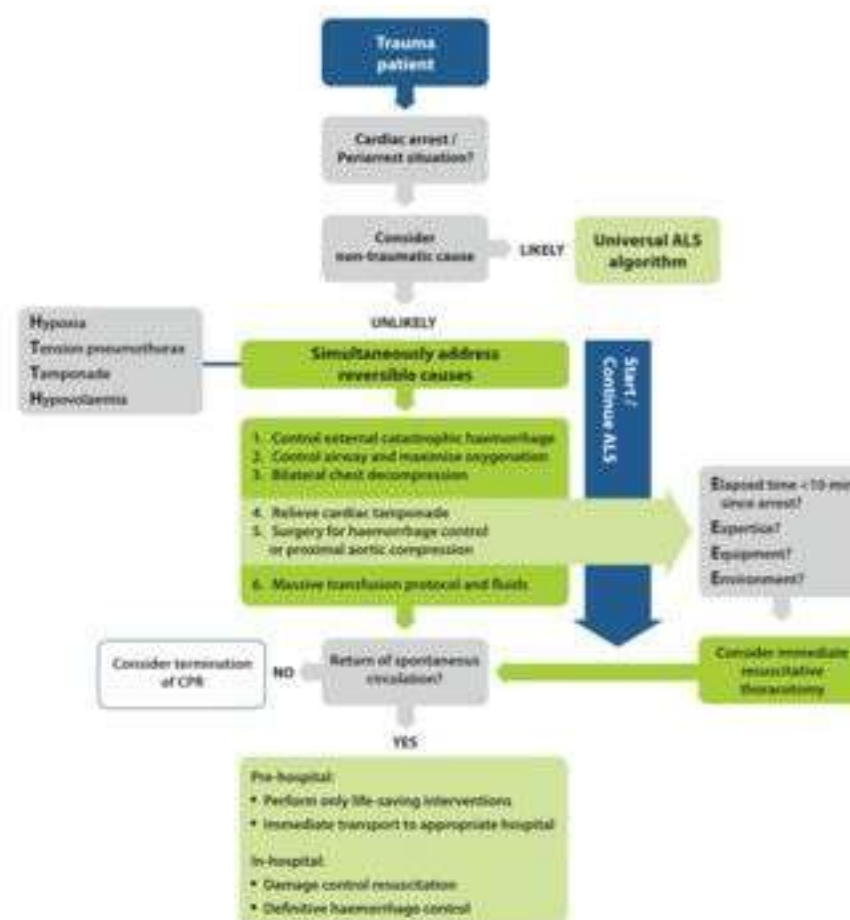 Trauma
patient
Cardiac arrest /
Periarrest situation?
Consider
non-traumatic cause
LIKELY
Universal ALS
algorithm
UNLIKELY
Hypoxia
Tension pneumothorax
Tamponade
Hypovolaemia
Simultaneously address
reversible causes
Start /
Continue ALS
1. Control external catastrophic haemorrhage
2. Control airway and maximise oxygenation
3. Bilateral chest decompression
4. Relieve cardiac tamponade
5. Surgery for haemorrhage control
or proximal aortic compression
6. Massive transfusion protocol and fluids
Elapsed time <10 min
since arrest?
Expertise?
Equipment?
Environment?
Consider immediate
resuscitative
thoracotomy
Return of spontaneous
circulation?
NO
Consider termination
of CPR
YES
Pre-hospital:
• Perform only life-saving interventions
• Immediate transport to appropriate hospital
In-hospital:
• Damage control resuscitation
• Definitive haemorrhage control